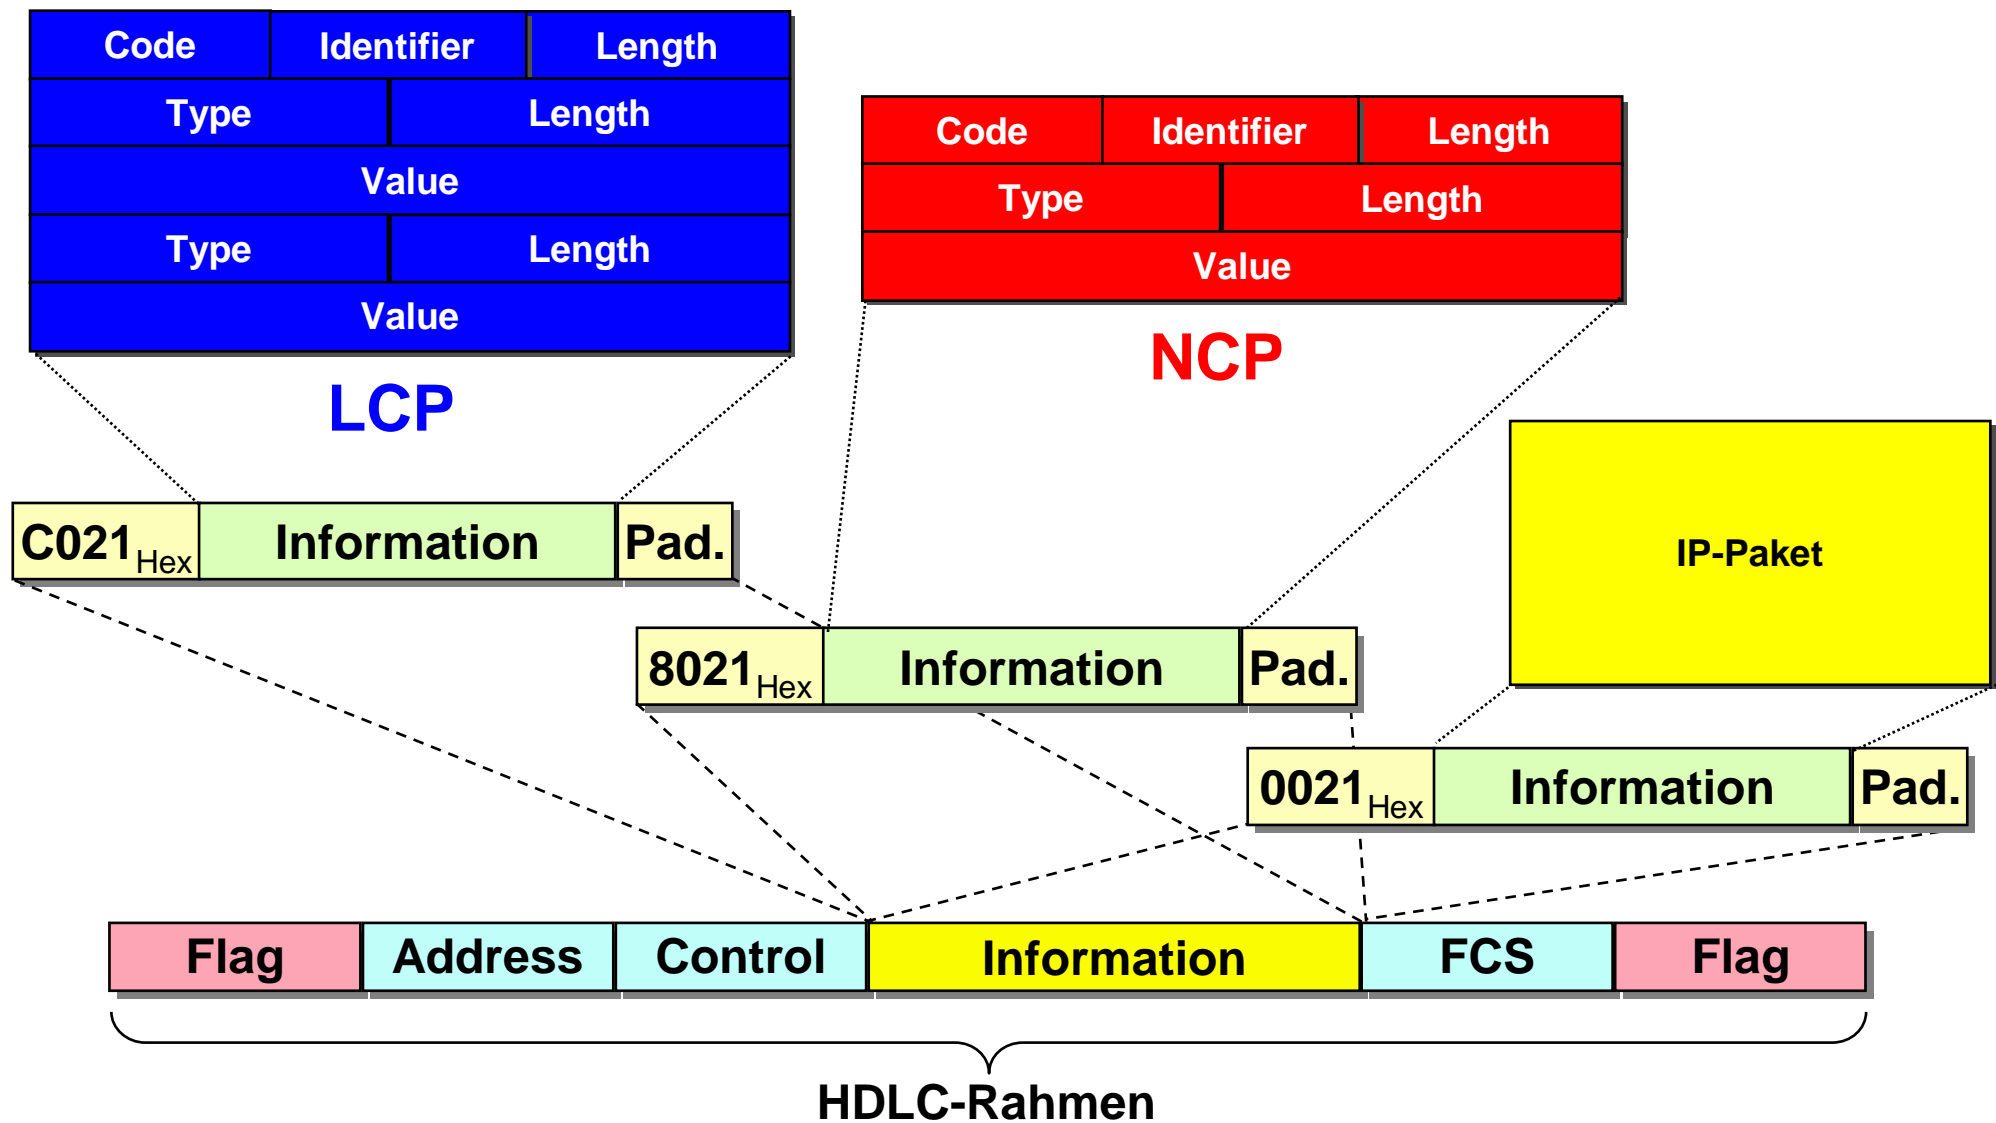 Code Identifier Length
Type Length
Value
Type Length
Value
LCP
Code Identifier Length
Type Length
Value
NCP
IP-Paket
C021Hex Information Pad.
8021Hex Information Pad.
0021Hex Information Pad.
Flag Address Control Information FCS Flag
HDLC-Rahmen